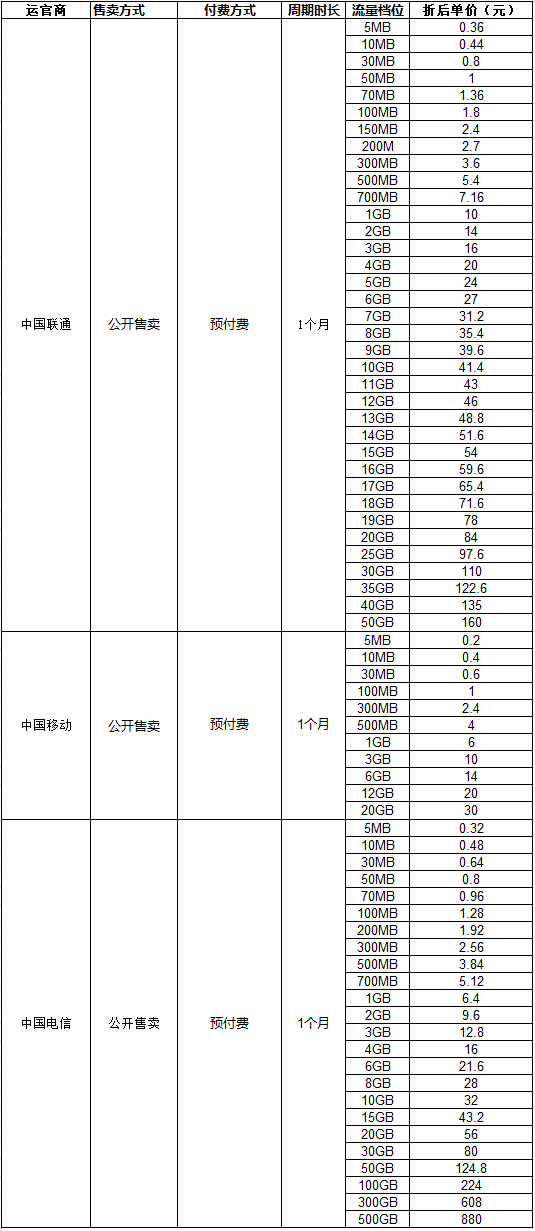 运官商 售卖方式 付费方式 周期时长 流量档位 折后单价（元）
5MB 0.36
10MB 0.44
30MB 0.8
50MB 1
70MB 1.36
100MB 1.8
150MB 2.4
200M 2.7
300MB 3.6
500MB 5.4
700MB 7.16
1GB 10
2GB 14
3GB 16
4GB 20
5GB 24
6GB 27
7GB 31.2
中国联通 公开售卖 预付费 1个月
8GB 35.4
9GB 39.6
10GB 41.4
11GB 43
12GB 46
13GB 48.8
14GB 51.6
15GB 54
16GB 59.6
17GB 65.4
18GB 71.6
19GB 78
20GB 84
25GB 97.6
30GB 110
35GB 122.6
40GB 135
50GB 160
5MB 0.2
10MB 0.4
30MB 0.6
100MB 1
300MB 2.4
中国移动 公开售卖 预付费 1个月 500MB 4
1GB 6
3GB 10
6GB 14
12GB 20
20GB 30
5MB 0.32
10MB 0.48
30MB 0.64
50MB 0.8
70MB 0.96
100MB 1.28
200MB 1.92
300MB 2.56
500MB 3.84
700MB 5.12
1GB 6.4
2GB 9.6
中国电信 公开售卖 预付费 1个月
3GB 12.8
4GB 16
6GB 21.6
8GB 28
10GB 32
15GB 43.2
20GB 56
30GB 80
50GB 124.8
100GB 224
300GB 608
500GB 880